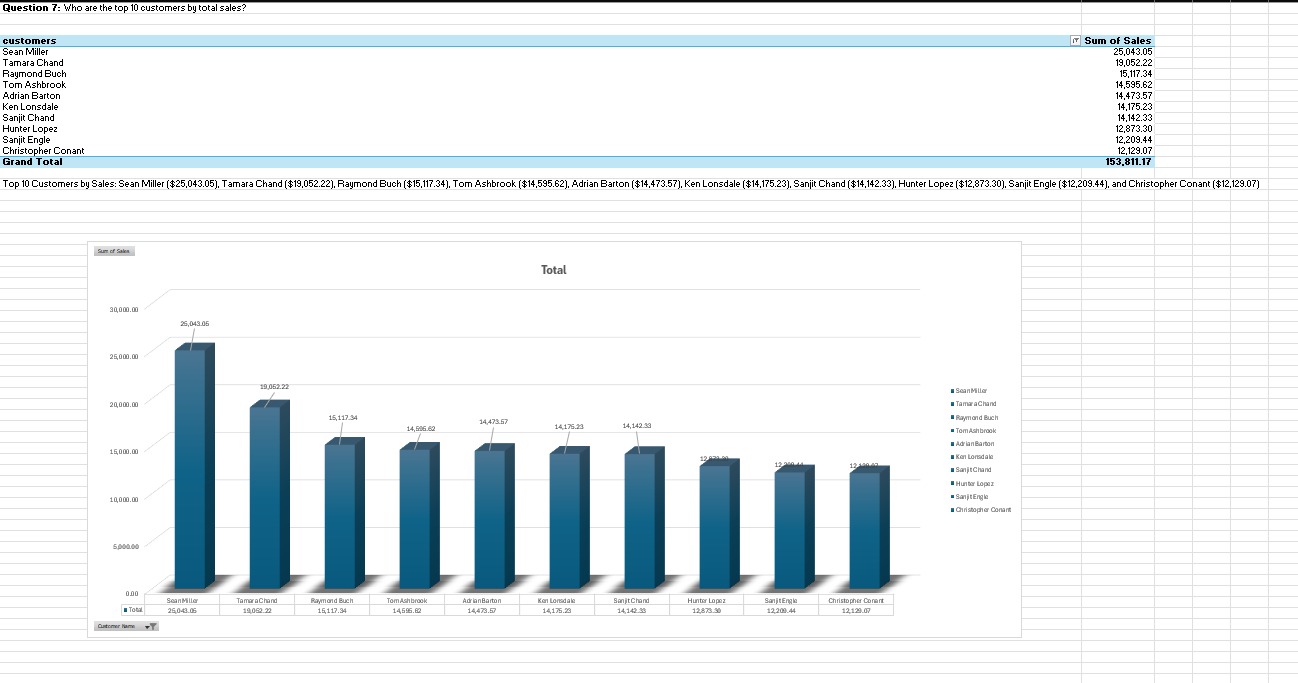 Question 7: Who are the top 10 customers by total sales?
customers Sum of Sales
Sean Miller 25,043.05
Tamara Chand 19,052.22
Raymond Buch 15,117.34
Tom Ashbrook 14,595.62
Adrian Barton 14,473.57
Ken Lonsdale 14,175.23
Sanjit Chand 14,142.33
Hunter Lopez 12,873.30
Sanjit Engle 12,209.44
Christopher Conant 12,129.07
Grand Total 153,811.17
Top 10 Customers by Sales: Sean Miller ($25,043.05), Tamara Chand ($19,052.22), Raymond Buch ($15,117.34), Tom Ashbrook ($14,595.62), Adrian Barton ($14,473.57), Ken Lonsdale ($14,175.23), Sanjit Chand ($14,142.33), Hunter Lopez ($12,873.30), Sanjit Engle ($12,209.44), and Christopher Conant ($12,129.07)
Sum of Sales
Total
30,000.00
25,000.00
20,000.00
15,000.00
10,000.00
5,000.00
0.00
25,043.05
19,052.22
15,117.34
14,595.62
14,473.57
14,175.23
14,142.33
12,873.30
12,209.44
12,129.07
Sean Miller Tamara Chand Raymond Buch Tom Ashbrook Adrian Barton Ken Lonsdale Sanjit Chand Hunter Lopez Sanjit Engle Christopher Conant
Total 25,043.05 19,052.22 15,117.34 14,595.62 14,473.57 14,175.23 14,142.33 12,873.30 12,209.44 12,129.07
Sean Miller
Tamara Chand
Raymond Buch
Tom Ashbrook
Adrian Barton
Ken Lonsdale
Sanjit Chand
Hunter Lopez
Sanjit Engle
Christopher Conant
Customer Name